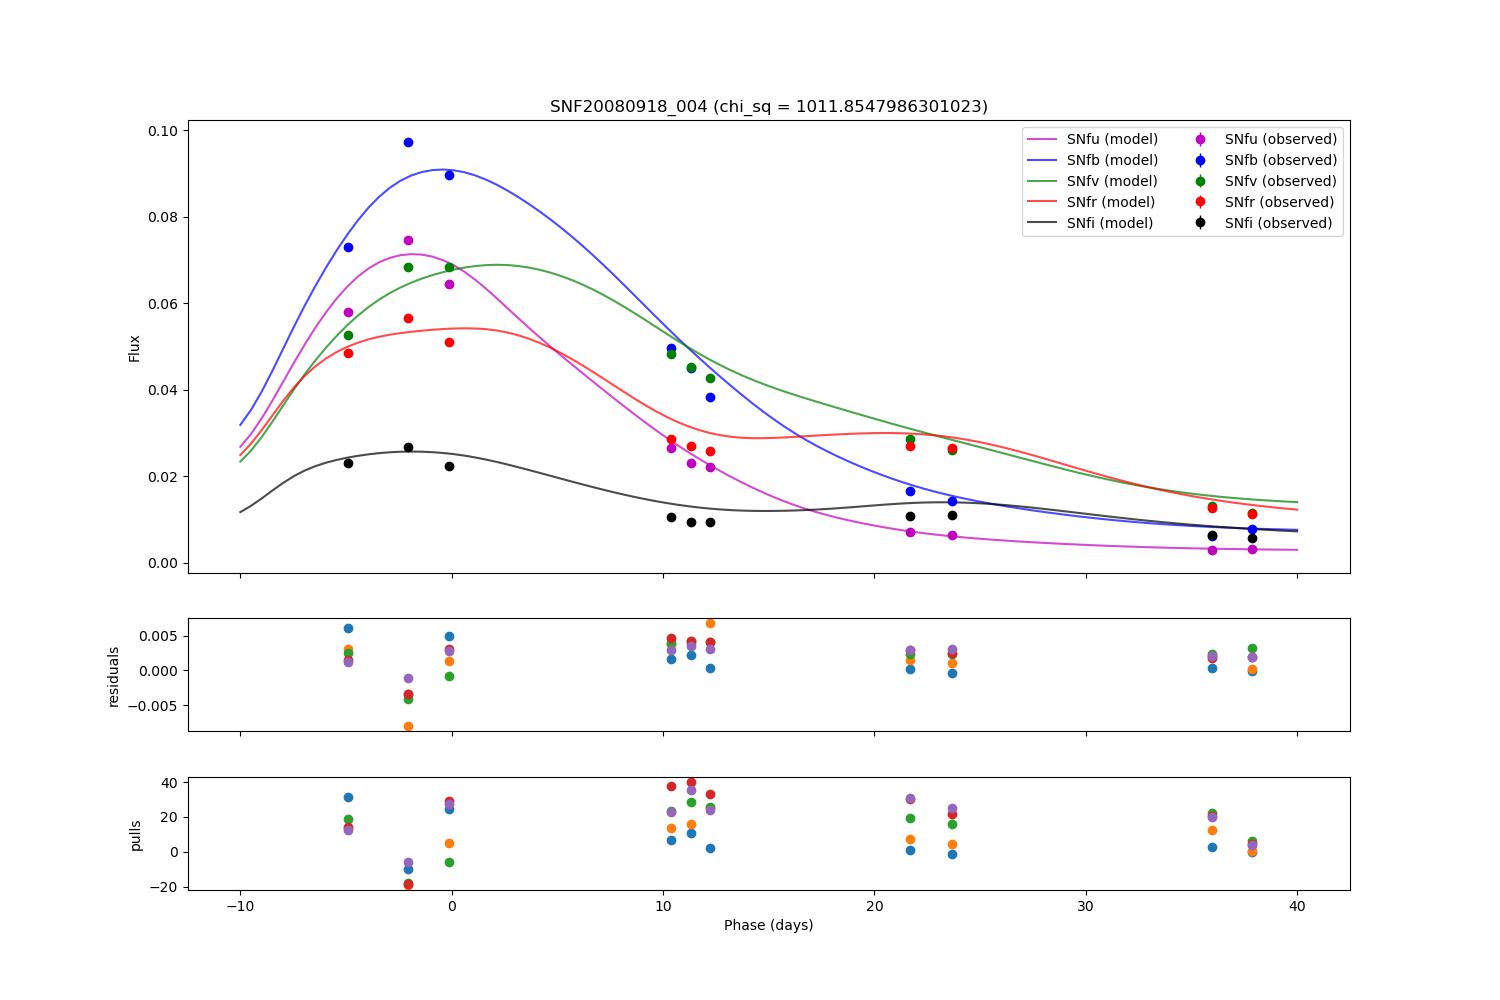 SNF20080918_004 (chi_sq = 1011.8547986301023)
0.10
0.08
0.06
0.04
0.02
0.00
Flux
SNfu (model)
SNfb (model)
SNfv (model)
SNfr (model)
SNfi (model)
SNfu (observed)
SNfb (observed)
SNfv (observed)
SNfr (observed)
SNfi (observed)
0.005
0.000
−0.005
residuals
40
20
0
−20
pulls
−10 0 10 20 30 40
Phase (days)